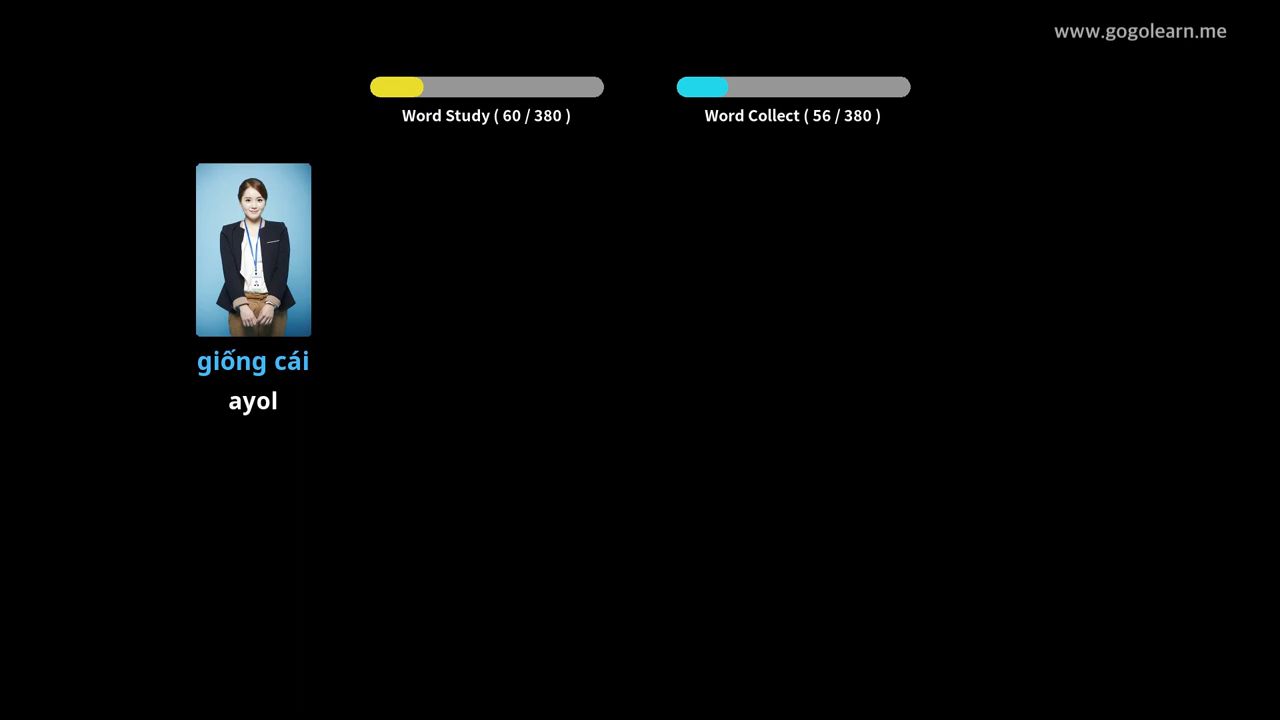 www.gogolearn.me
Word Study ( 60 / 380 )
Word Collect ( 56 / 380 )
giống cái
ayol